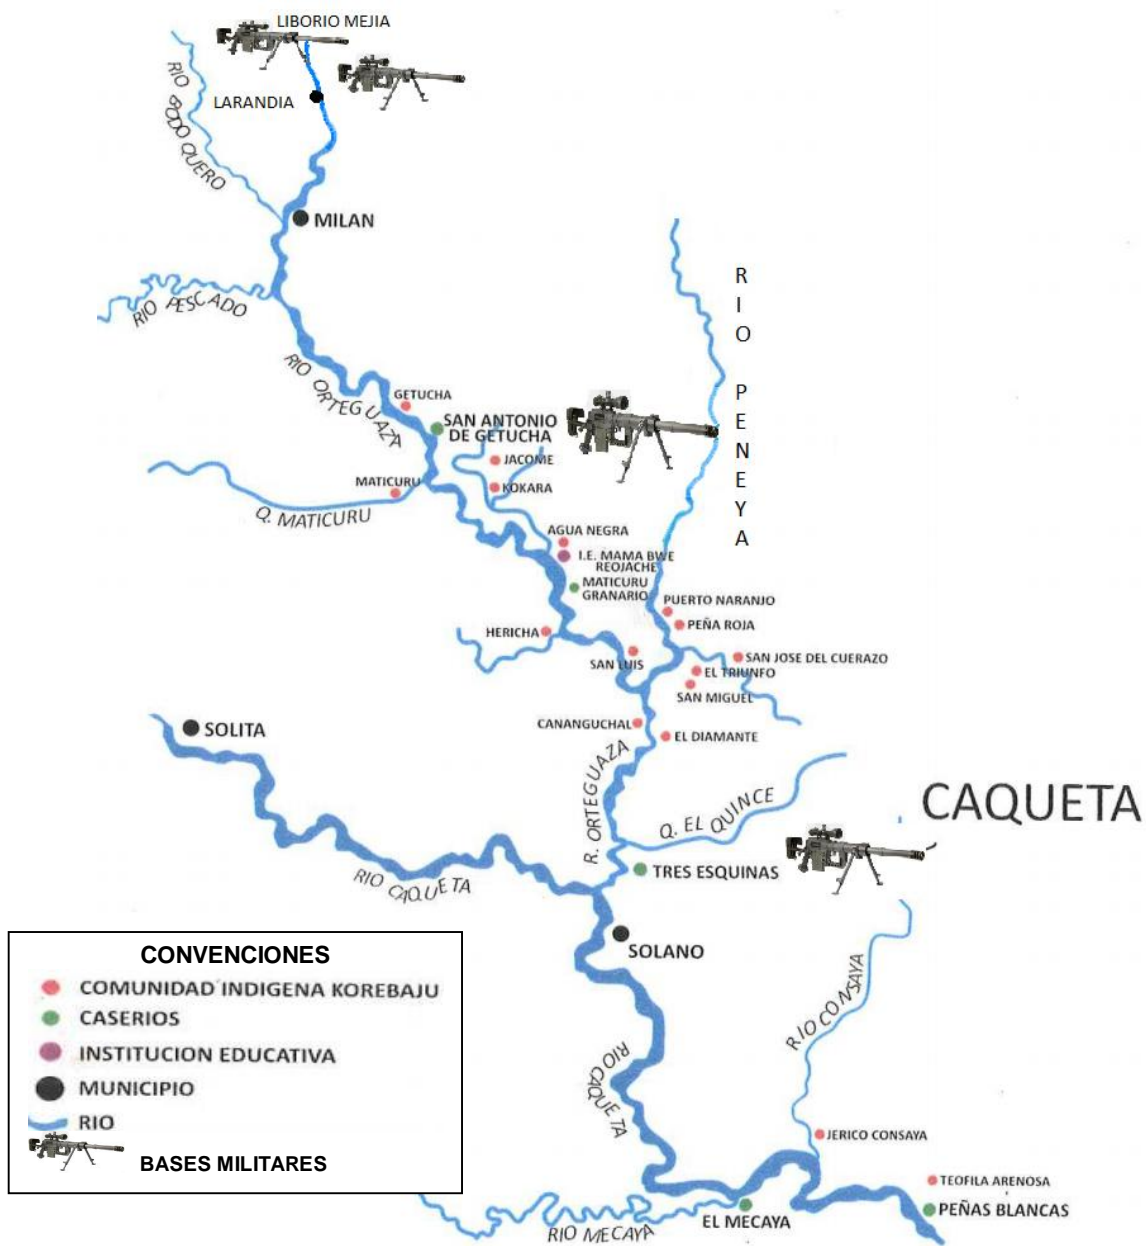 LIBORIO MEJIA
LARANDIA
RIO BODO QUERO
MILAN
RIO PESCADO
RIO PENEYA
RIO ORTEGUAZA
GETUCHA
SAN ANTONIO
DE GETUCHA
JACOME
KOKARA
MATICURU
Q. MATICURU
AGUA NEGRA
I.E. MAMA BWE
REOJACHE
MATICURU
GRANARIO
PUERTO NARANJO
PEÑA ROJA
HERICHA
SAN LUIS
SAN JOSE DEL CUERAZO
EL TRIUNFO
SAN MIGUEL
CANANGUCHAL
EL DIAMANTE
SOLITA
R. ORTEGUAZA
Q. EL QUINCE
CAQUETA
TRES ESQUINAS
RIO CAQUETA
SOLANO
RIO CONSAYA
RIO CAQUETA
JERICO CONSAYA
TEOFILA ARENOSA
PEÑAS BLANCAS
EL MECAYA
RIO MECAYA
CONVENCIONES
COMUNIDAD INDIGENA KOREBAJU
CASERIOS
INSTITUCION EDUCATIVA
MUNICIPIO
RIO
BASES MILITARES